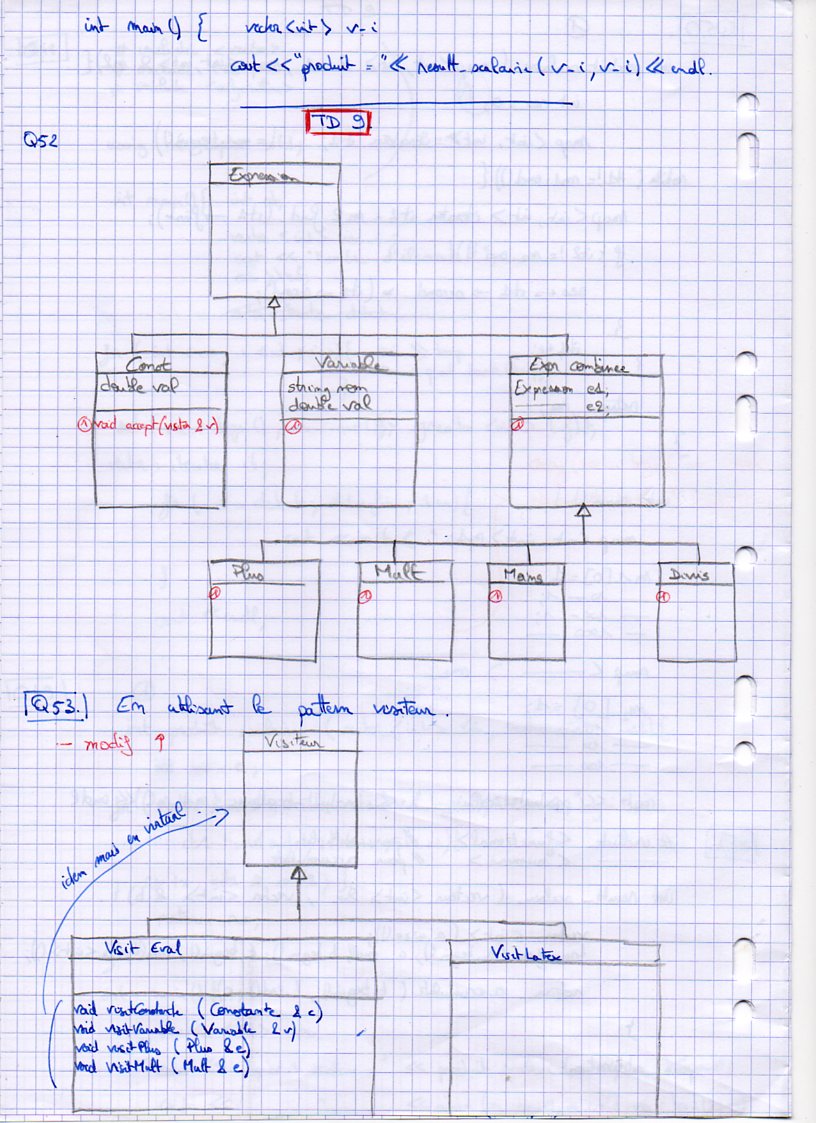 int main() { vector<int> v_i
cout << "produit = " << result_scalaire ( v_i, v_i ) << endl.
TD 9.
Q52
Expression
Const Variable Expr combinee
double val string nom Expression e1;
double val e2;
① void accept(visitor & v) ① ①
Plus Mult Moins Divis
① ① ① ①
Q53. En utilisant le pattern visiteur.
- modif ↑ Visiteur
idem mais en virtual.
Visit Eval VisitLatex
void visitConstante ( Constante & c)
void visitVariable ( Variable & v)
void visitPlus ( Plus & e)
void visitMult ( Mult & e)